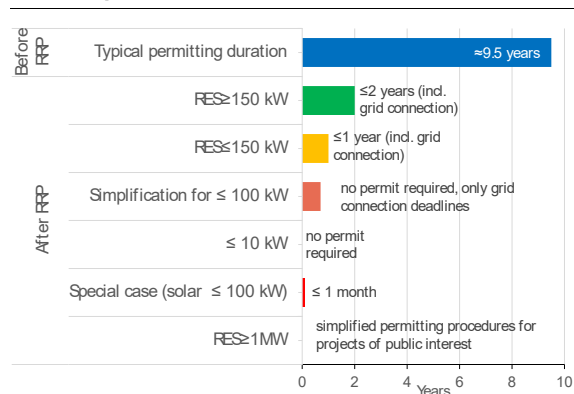 Before
RRP
Typical permitting duration
≈9.5 years
After RRP
RES≥150 kW
≤2 years (incl.
grid connection)
RES≤150 kW
≤1 year (incl. grid
connection)
Simplification for ≤ 100 kW
no permit required, only grid
connection deadlines
≤ 10 kW
no permit
required
Special case (solar ≤ 100 kW)
≤ 1 month
RES≥1MW
simplified permitting procedures for
projects of public interest
0 2 4 6 8 10
Years